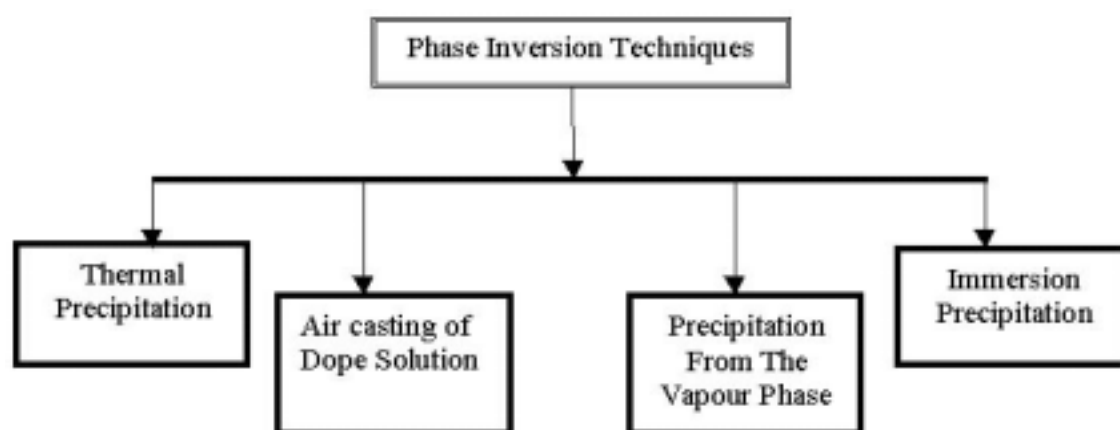 Phase Inversion Techniques
Thermal
Precipitation
Air casting of
Dope Solution
Precipitation
From The
Vapour Phase
Immersion
Precipitation